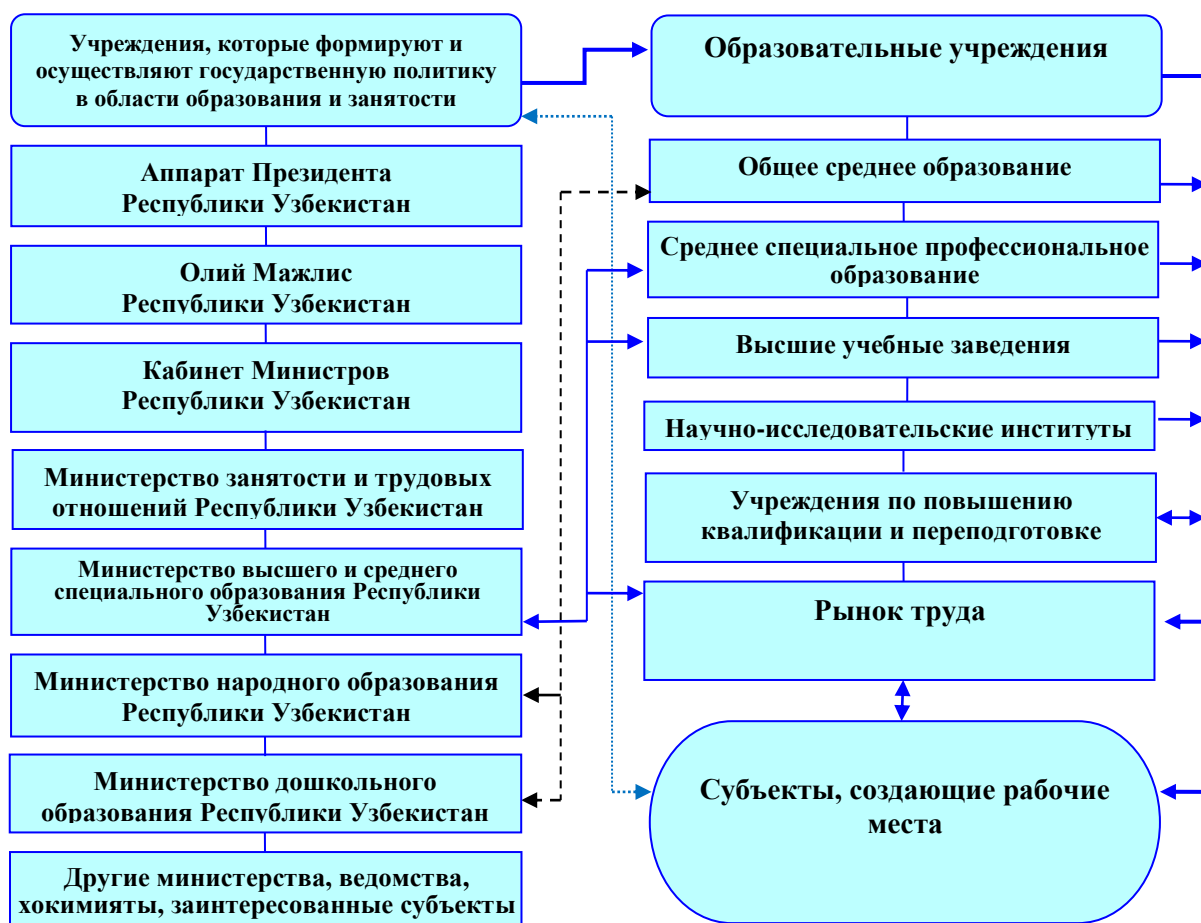 Учреждения, которые формируют и
осуществляют государственную политику
в области образования и занятости
Аппарат Президента
Республики Узбекистан
Олий Мажлис
Республики Узбекистан
Кабинет Министров
Республики Узбекистан
Министерство занятости и трудовых
отношений Республики Узбекистан
Министерство высшего и среднего
специального образования Республики
Узбекистан
Министерство народного образования
Республики Узбекистан
Министерство дошкольного
образования Республики Узбекистан
Другие министерства, ведомства,
хокимияты, заинтересованные субъекты
Образовательные учреждения
Общее среднее образование
Среднее специальное профессиональное
образование
Высшие учебные заведения
Научно-исследовательские институты
Учреждения по повышению
квалификации и переподготовке
Рынок труда
Субъекты, создающие рабочие
места